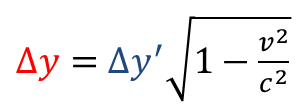 Δy = Δy′√(1 − v²/c²)